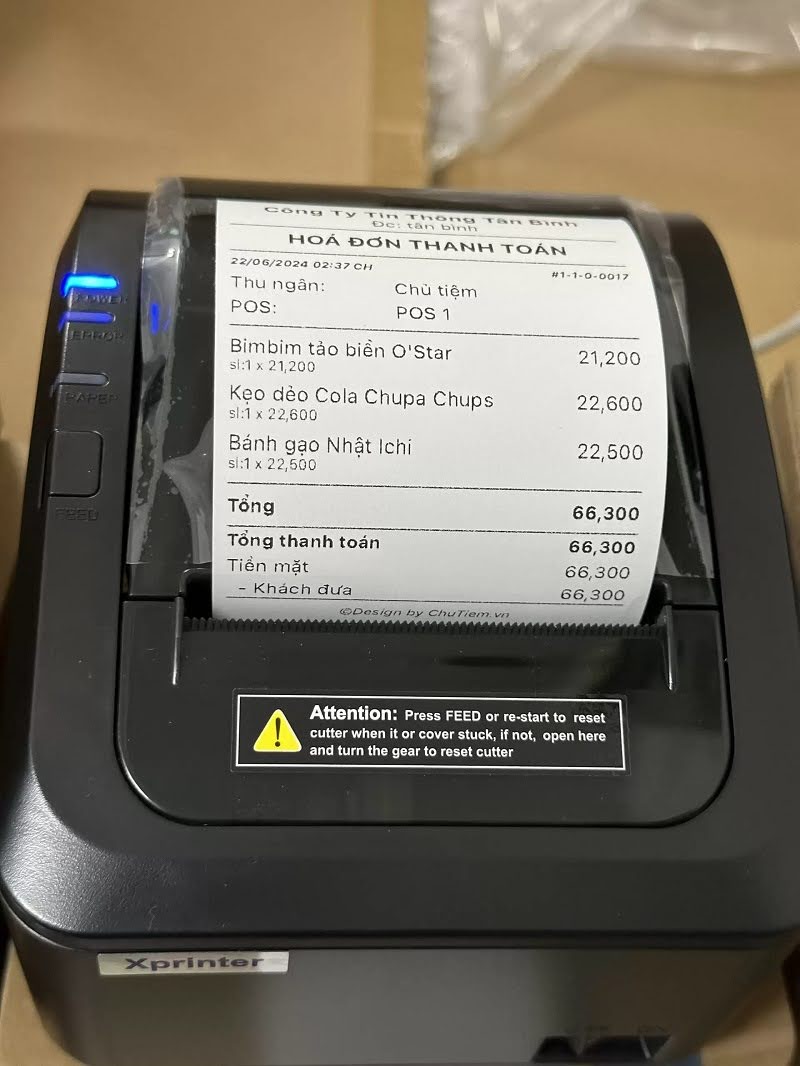 Công Ty Tin Thông Tân Bình
Đc: tân bình
HOÁ ĐƠN THANH TOÁN
22/06/2024 02:37 CH #1-1-0-0017
Thu ngân: Chủ tiệm
POS: POS 1
Bimbim tảo biển O'Star 21,200
sl:1 x 21,200
Kẹo dẻo Cola Chupa Chups 22,600
sl:1 x 22,600
Bánh gạo Nhật Ichi 22,500
sl:1 x 22,500
Tổng 66,300
Tổng thanh toán 66,300
Tiền mặt 66,300
- Khách đưa 66,300
©Design by ChuTiem.vn
POWER
ERROR
PAPER
FEED
Attention: Press FEED or re-start to reset
cutter when it or cover stuck, if not, open here
and turn the gear to reset cutter
Xprinter